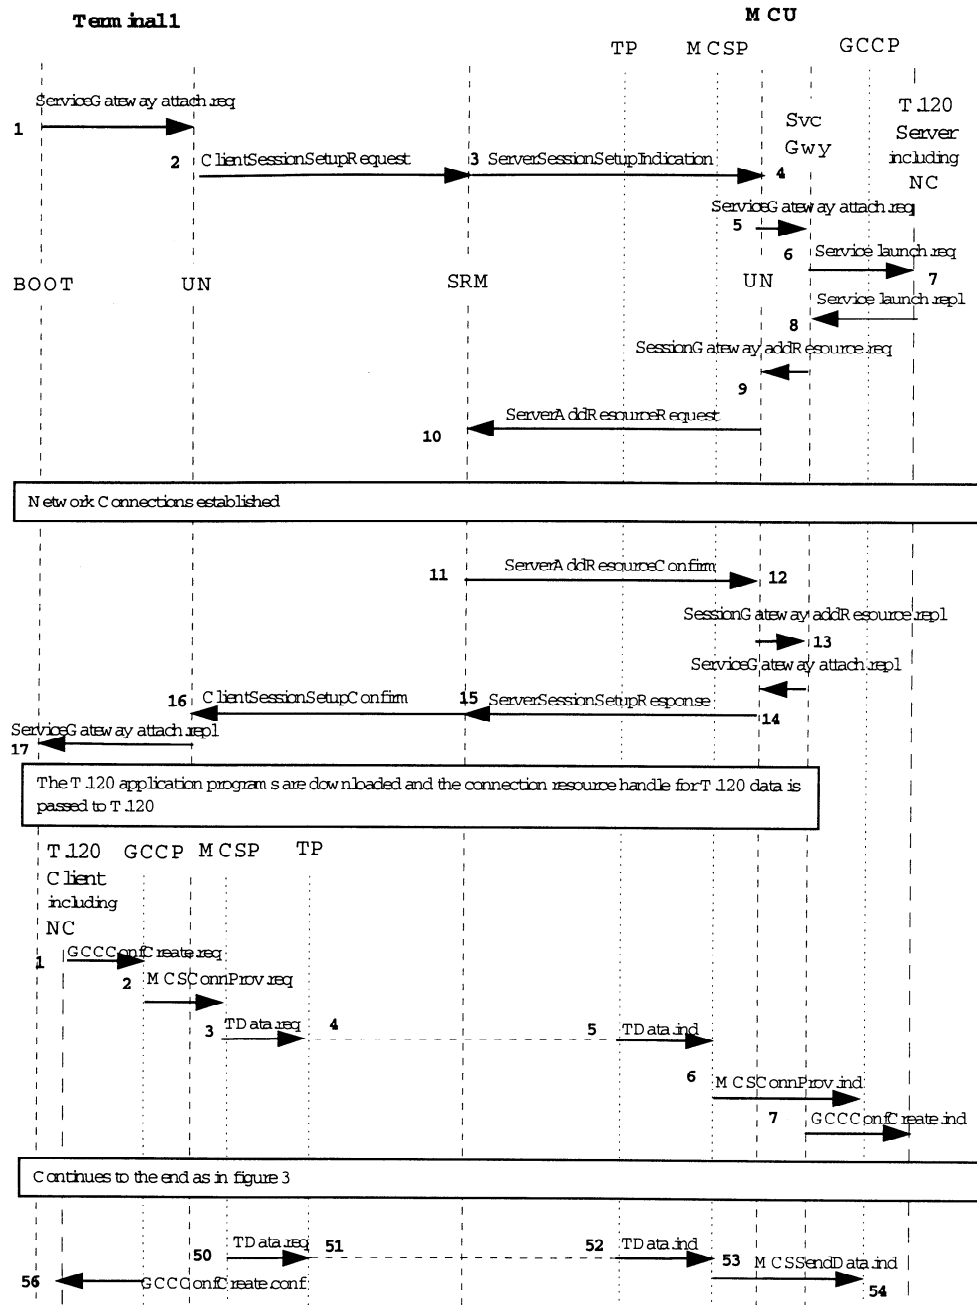 Terminal1
MCU
TP
MCSP
GCCP
ServiceGateway attach.req
1
T.120
Server
including
NC
Svc
Gwy
2
ClientSessionSetupRequest
3
ServerSessionSetupIndication
4
ServiceGateway attach.req
5
6
Service launch.req
7
BOOT
UN
SRM
UN
Service launch.repl
8
SessionGateway addResource.req
9
ServerAddResourceRequest
10
Network Connections established
11
ServerAddResourceConfirm
12
SessionGateway addResource.repl
13
ServiceGateway attach.repl
16
ClientSessionSetupConfirm
15
ServerSessionSetupResponse
14
ServiceGateway attach.repl
17
The T.120 application programs are downloaded and the connection resource handle for T.120 data is
passed to T.120
T.120
Client
including
NC
GCCP
MCSP
TP
1
GCCConfCreate.req
2
MCSConnProv.req
3
TData.req
4
5
TData.ind
6
MCSConnProv.ind
7
GCCConfCreate.ind
Continues to the end as in figure 3
50
TData.req
51
52
TData.ind
53
MCSSendData.ind
54
56
GCCConfCreate.conf